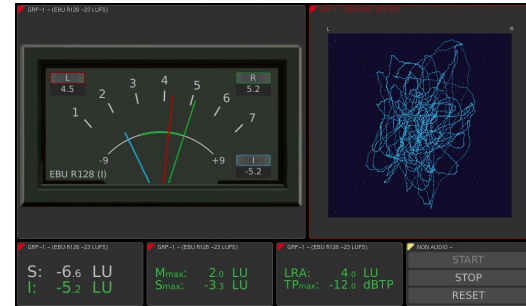 GRP-1 - (EBU R128 -23 LUFS)
L
4.5
R
5.2
1 2 3 4 5 6 7
-9 +9
EBU R128 (I)
I
-5.2
L R
GRP-1 - (EBU R128 -23 LUFS)
S: -6.6 LU
I: -5.2 LU
GRP-1 - (EBU R128 -23 LUFS)
Mmax: 2.0 LU
Smax: -3.3 LU
GRP-1 - (EBU R128 -23 LUFS)
LRA: 4.0 LU
TPmax: -12.0 dBTP
NON AUDIO -
START
STOP
RESET